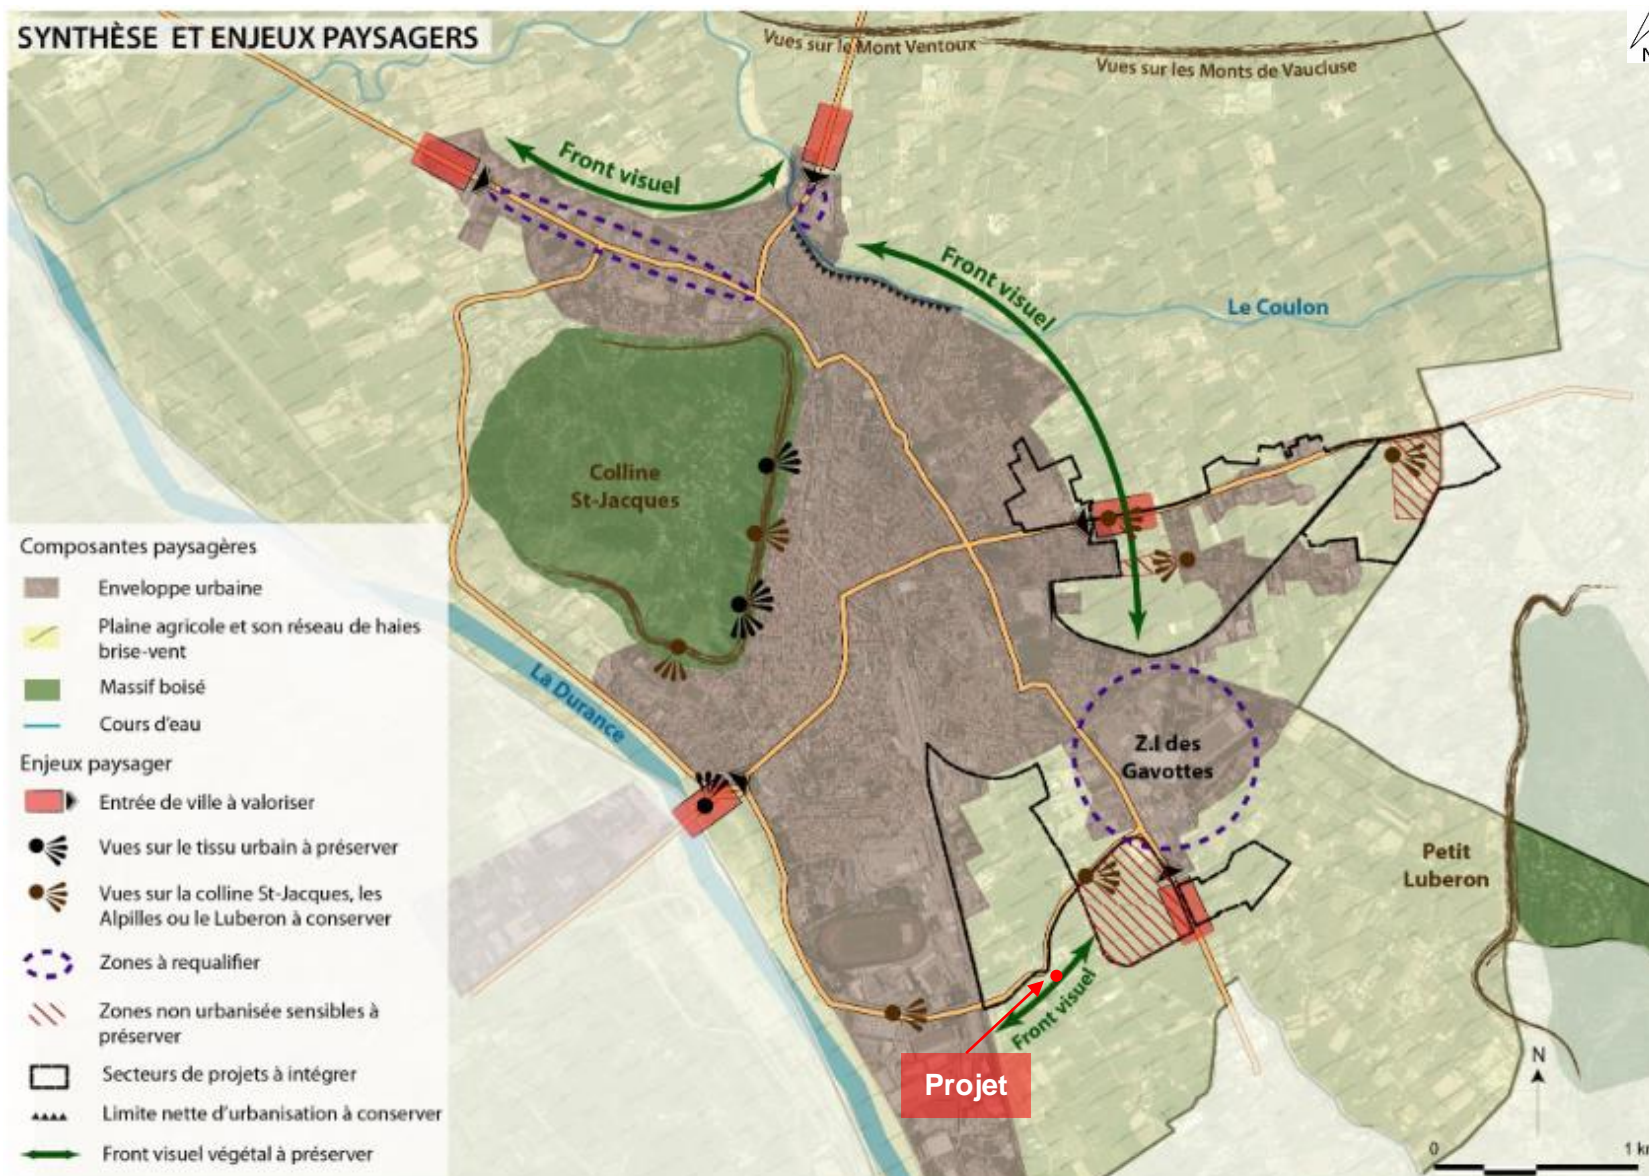 SYNTHÈSE ET ENJEUX PAYSAGERS
N
Vues sur le Mont Ventoux
Vues sur les Monts de Vaucluse
Front visuel
Front visuel
Le Coulon
Colline
St-Jacques
Composantes paysagères
Enveloppe urbaine
Plaine agricole et son réseau de haies
brise-vent
Massif boisé
Cours d'eau
La Durance
Enjeux paysager
Entrée de ville à valoriser
Vues sur le tissu urbain à préserver
Vues sur la colline St-Jacques, les
Alpilles ou le Luberon à conserver
Zones à requalifier
Zones non urbanisée sensibles à
préserver
Secteurs de projets à intégrer
Limite nette d'urbanisation à conserver
Front visuel végétal à préserver
Z.I des
Gavottes
Petit
Luberon
Front visuel
Projet
N
0 1 km